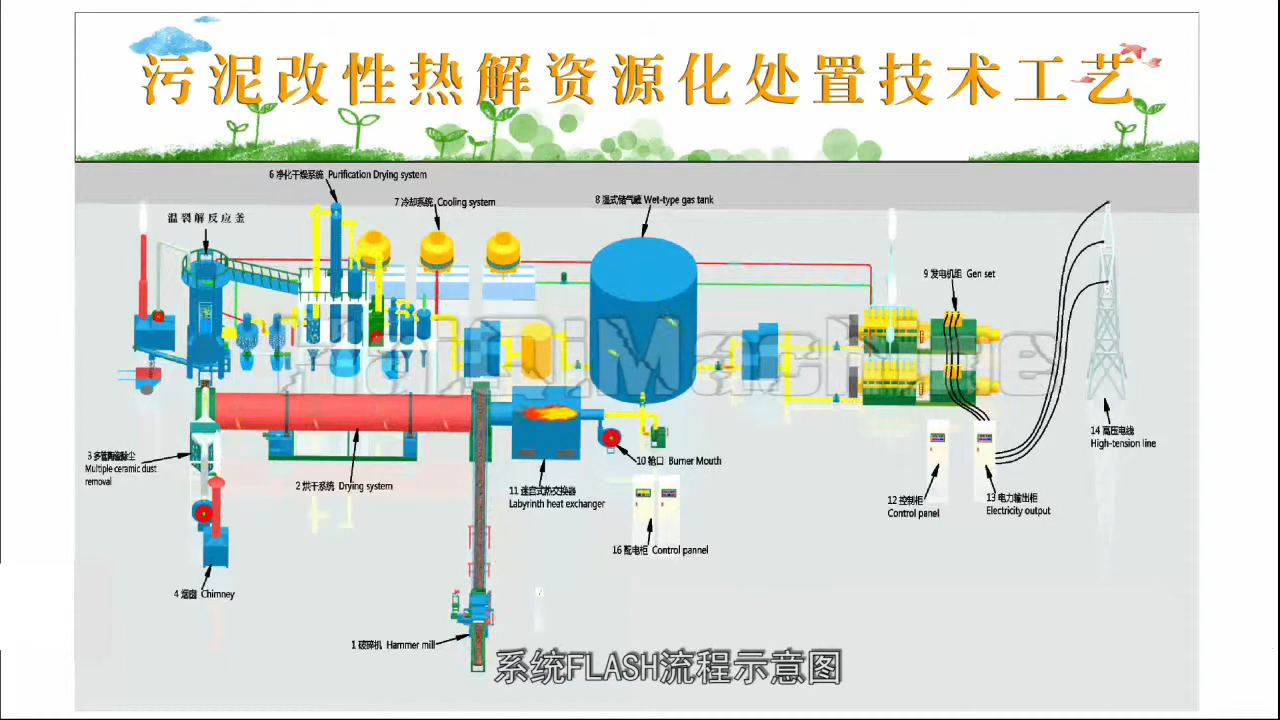 污泥改性热解资源化处置技术工艺
6 净化干燥系统 Purification Drying system
7 冷却系统 Cooling system
8 湿式储气罐 Wet-type gas tank
温裂解反应釜
9 发电机组 Gen set
HaiQiMachine
14 高压电线
High-tension line
3 多管陶瓷除尘
Multiple ceramic dust
removal
10 枪口 Burner Mouth
2 烘干系统 Drying system
11 迷宫式热交换器
Labyrinth heat exchanger
12 控制柜
Control panel
13 电力输出柜
Electricity output
16 配电柜 Control pannel
4 烟囱 Chimney
1 破碎机 Hammer mill
系统FLASH流程示意图